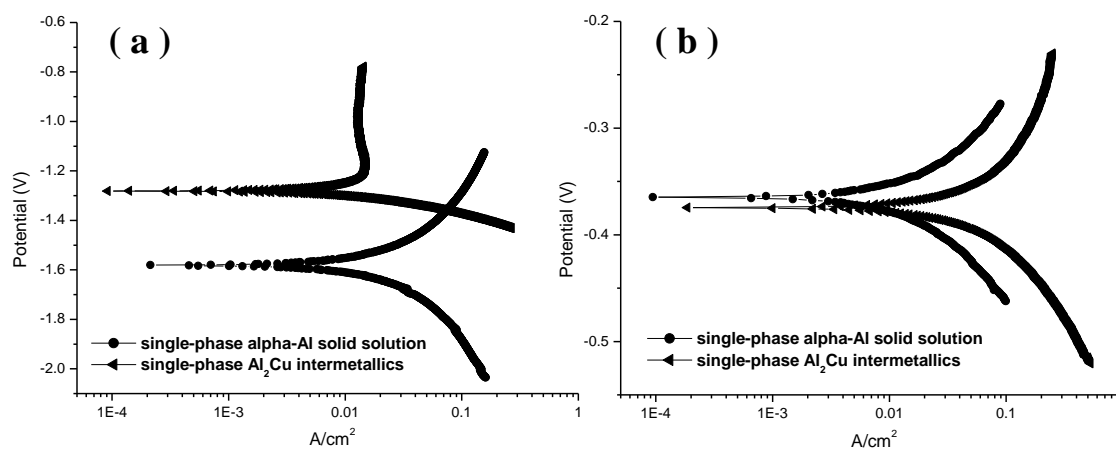 ( a )
-0.6
-0.8
-1.0
-1.2
-1.4
-1.6
-1.8
-2.0
Potential (V)
single-phase alpha-Al solid solution
single-phase Al₂Cu intermetallics
1E-4
1E-3
0.01
0.1
1
A/cm²
( b )
-0.2
-0.3
-0.4
-0.5
Potential (V)
single-phase alpha-Al solid solution
single-phase Al₂Cu intermetallics
1E-4
1E-3
0.01
0.1
A/cm²